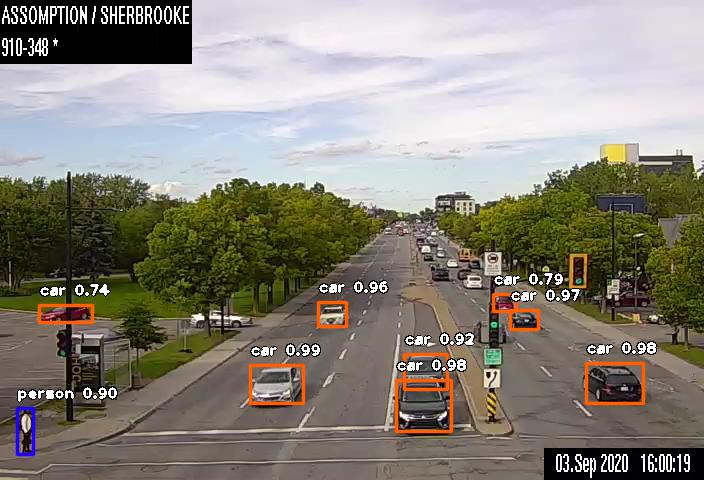 ASSOMPTION / SHERBROOKE
910-348 *
car 0.74
car 0.96
car 0.79
car 0.97
car 0.99
car 0.92
car 0.98
car 0.98
person 0.90
03.Sep 2020 16:00:19